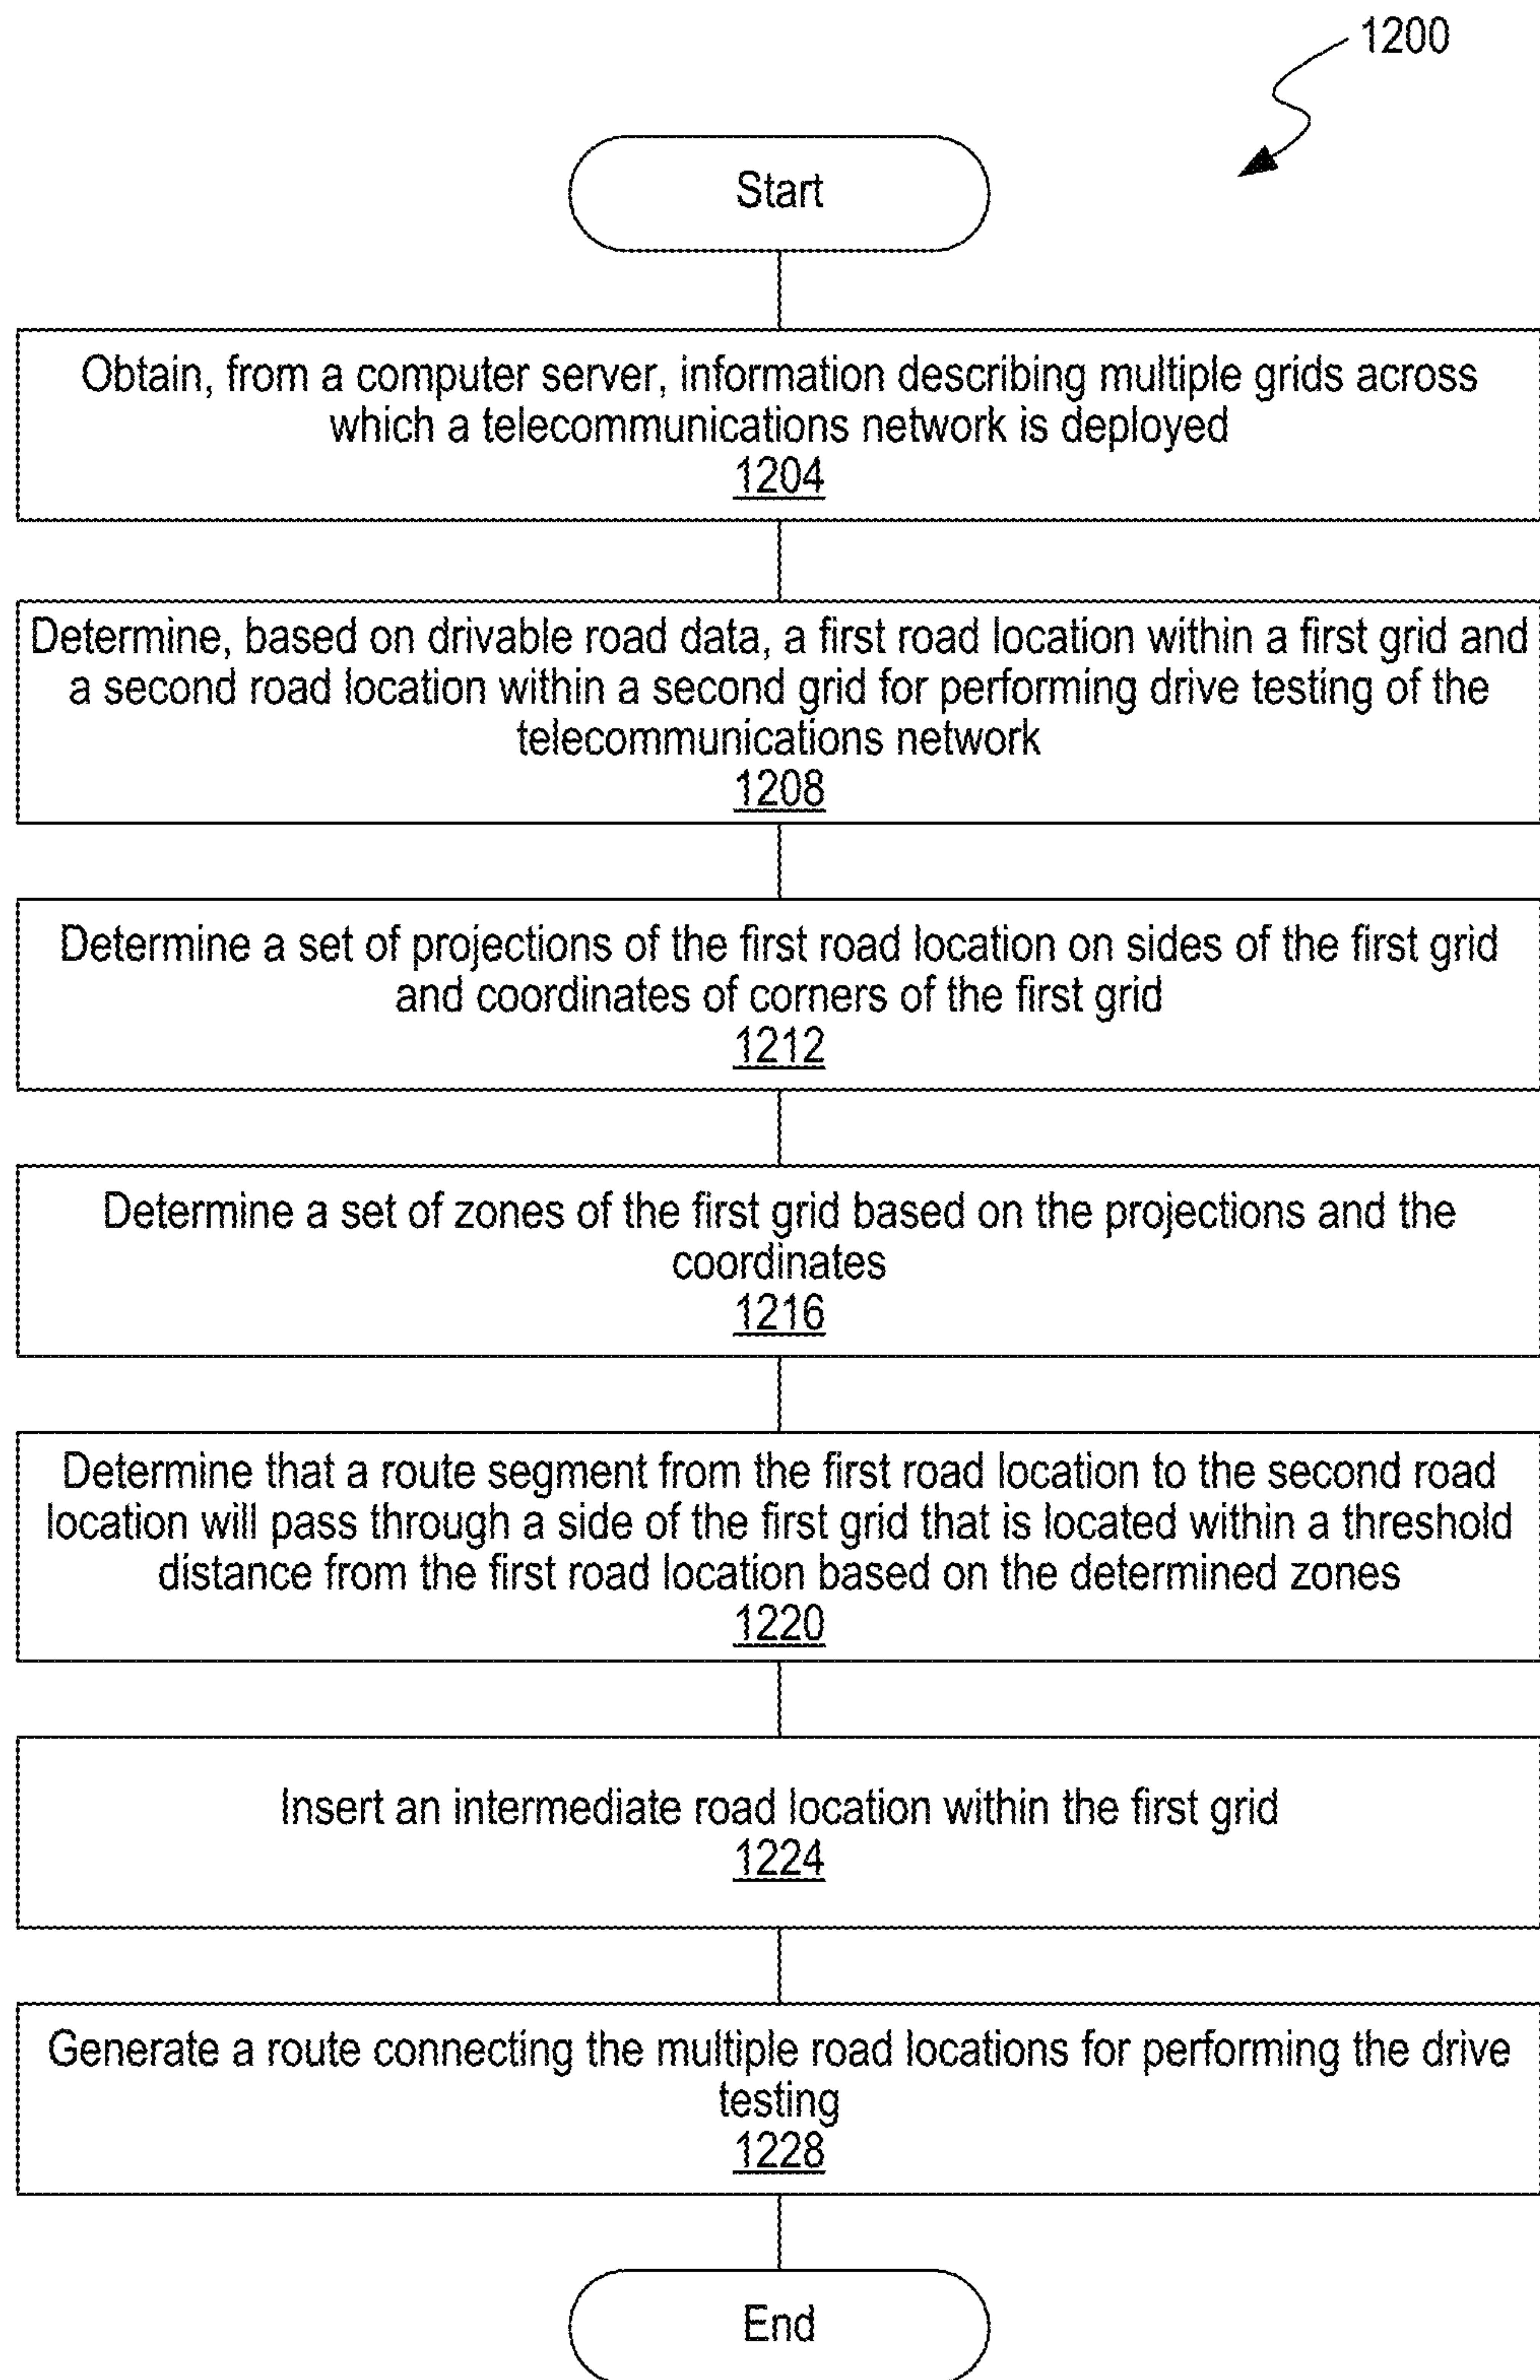 1200
Start
Obtain, from a computer server, information describing multiple grids across
which a telecommunications network is deployed
1204
Determine, based on drivable road data, a first road location within a first grid and
a second road location within a second grid for performing drive testing of the
telecommunications network
1208
Determine a set of projections of the first road location on sides of the first grid
and coordinates of corners of the first grid
1212
Determine a set of zones of the first grid based on the projections and the
coordinates
1216
Determine that a route segment from the first road location to the second road
location will pass through a side of the first grid that is located within a threshold
distance from the first road location based on the determined zones
1220
Insert an intermediate road location within the first grid
1224
Generate a route connecting the multiple road locations for performing the drive
testing
1228
End